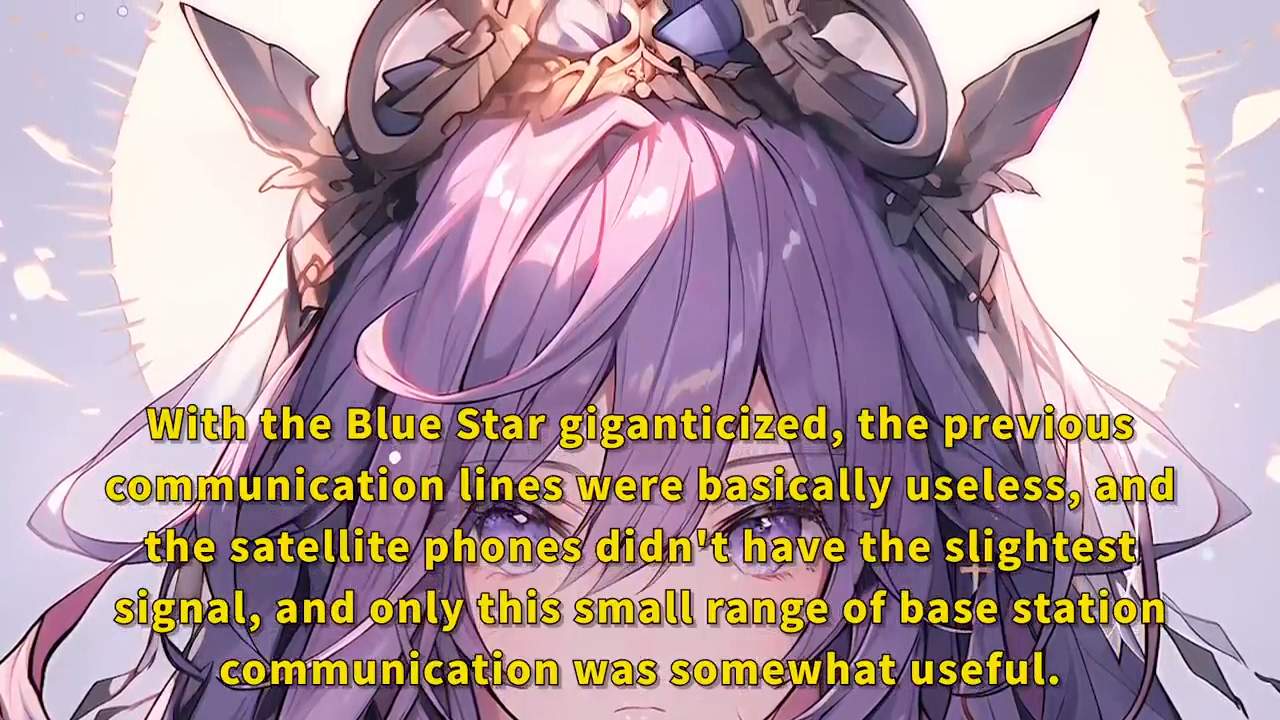 With the Blue Star giganticized, the previous
communication lines were basically useless, and
the satellite phones didn't have the slightest
signal, and only this small range of base station
communication was somewhat useful.